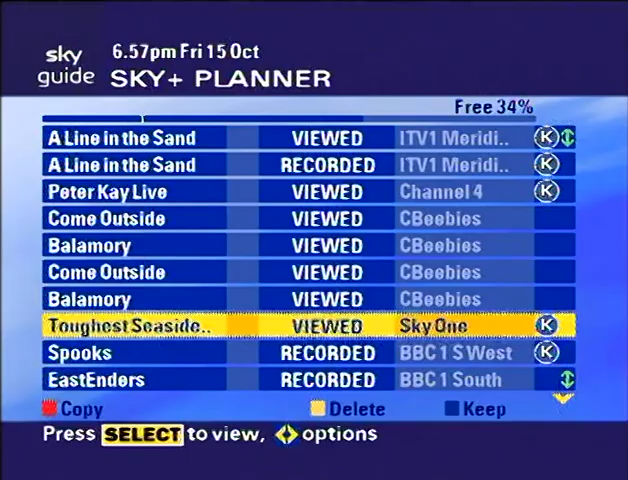 sky guide
6.57pm Fri 15 Oct
SKY+ PLANNER
Free 34%
A Line in the Sand VIEWED ITV1 Meridi.. K
A Line in the Sand RECORDED ITV1 Meridi.. K
Peter Kay Live VIEWED Channel 4 K
Come Outside VIEWED CBeebies
Balamory VIEWED CBeebies
Come Outside VIEWED CBeebies
Balamory VIEWED CBeebies
Toughest Seaside.. VIEWED Sky One K
Spooks RECORDED BBC 1 S West K
EastEnders RECORDED BBC 1 South
Copy Delete Keep
Press SELECT to view, options